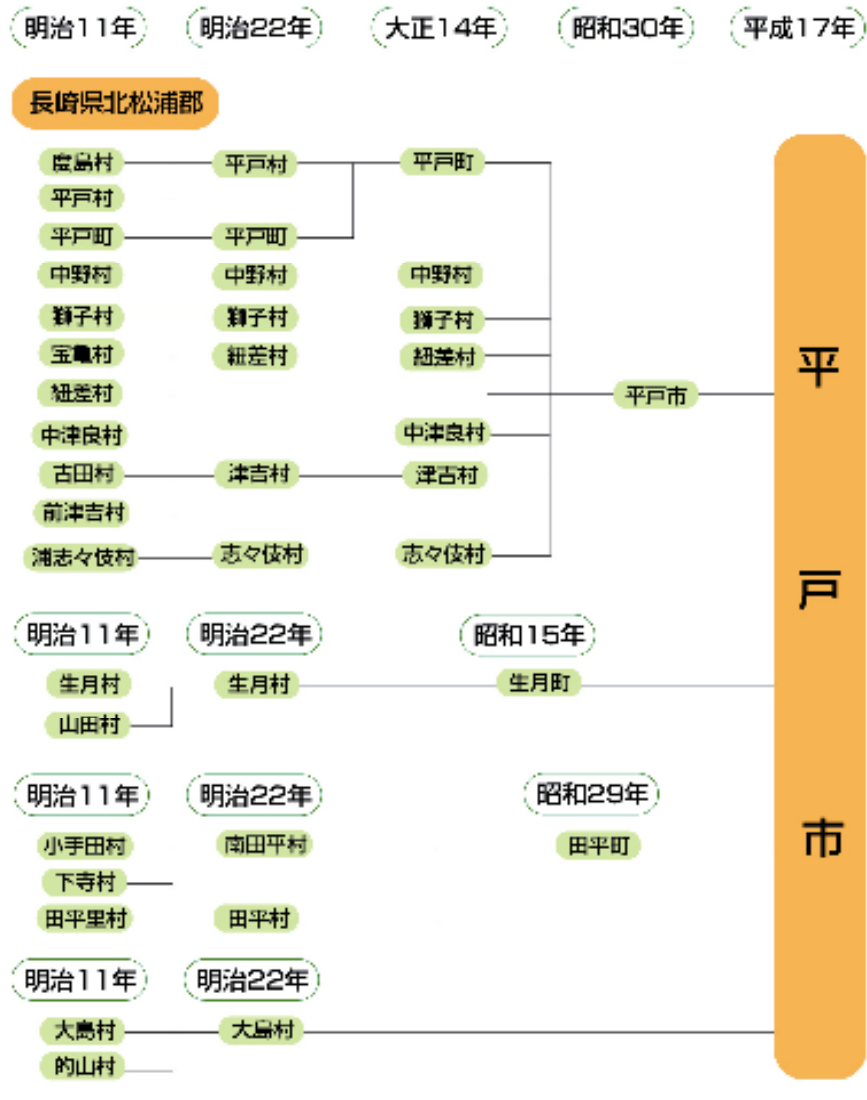 明治11年 明治22年 大正14年 昭和30年 平成17年
長崎県北松浦郡
度島村 平戸村 平戸町
平戸村
平戸町 平戸町
中野村 中野村 中野村
獅子村 獅子村 獅子村
宝亀村 紐差村 紐差村
紐差村 平戸市
中津良村 中津良村
古田村 津吉村 津吉村
前津吉村
浦志々伎村 志々伎村 志々伎村
明治11年 明治22年 昭和15年
生月村 生月村 生月町
山田村
明治11年 明治22年 昭和29年
小手田村 南田平村 田平町
下寺村
田平里村 田平村
明治11年 明治22年
大島村 大島村
的山村
平戸市